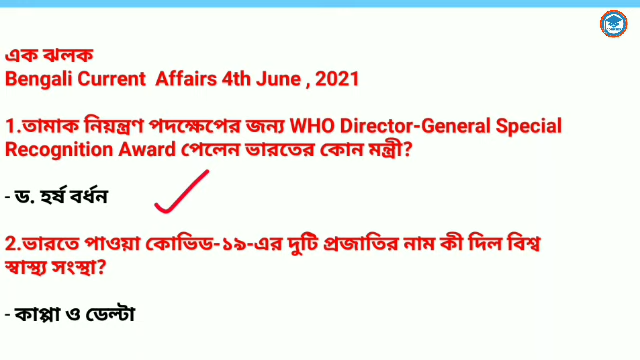 এক ঝলক
Bengali Current Affairs 4th June , 2021
1.তামাক নিয়ন্ত্রণ পদক্ষেপের জন্য WHO Director-General Special
Recognition Award পেলেন ভারতের কোন মন্ত্রী?
- ড. হর্ষ বর্ধন
2.ভারতে পাওয়া কোভিড-১৯-এর দুটি প্রজাতির নাম কী দিল বিশ্ব
স্বাস্থ্য সংস্থা?
- কাপ্পা ও ডেল্টা